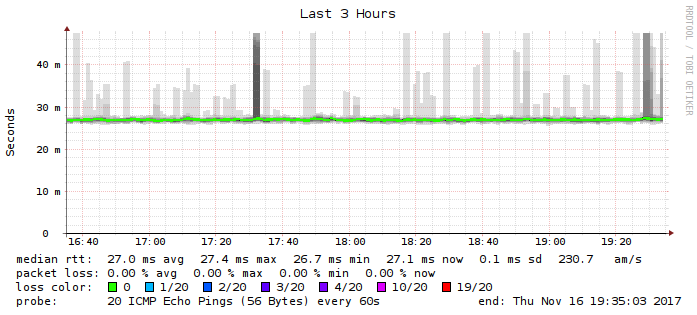 Last 3 Hours
RRDTOOL / TOBI OETIKER
Seconds
40 m
30 m
20 m
10 m
0
16:40 17:00 17:20 17:40 18:00 18:20 18:40 19:00 19:20
median rtt: 27.0 ms avg 27.4 ms max 26.7 ms min 27.1 ms now 0.1 ms sd 230.7 am/s
packet loss: 0.00 % avg 0.00 % max 0.00 % min 0.00 % now
loss color: 0 1/20 2/20 3/20 4/20 10/20 19/20
probe: 20 ICMP Echo Pings (56 Bytes) every 60s end: Thu Nov 16 19:35:03 2017